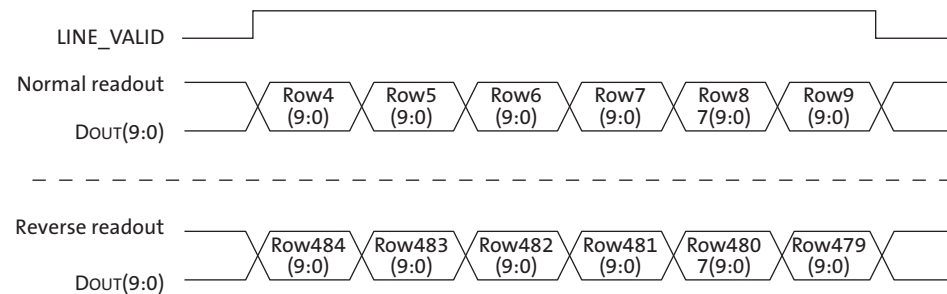 LINE_VALID
Normal readout
Row4 Row5 Row6 Row7 Row8 Row9
(9:0) (9:0) (9:0) (9:0) 7(9:0) (9:0)
DOUT(9:0)
Reverse readout
Row484 Row483 Row482 Row481 Row480 Row479
(9:0) (9:0) (9:0) (9:0) 7(9:0) (9:0)
DOUT(9:0)